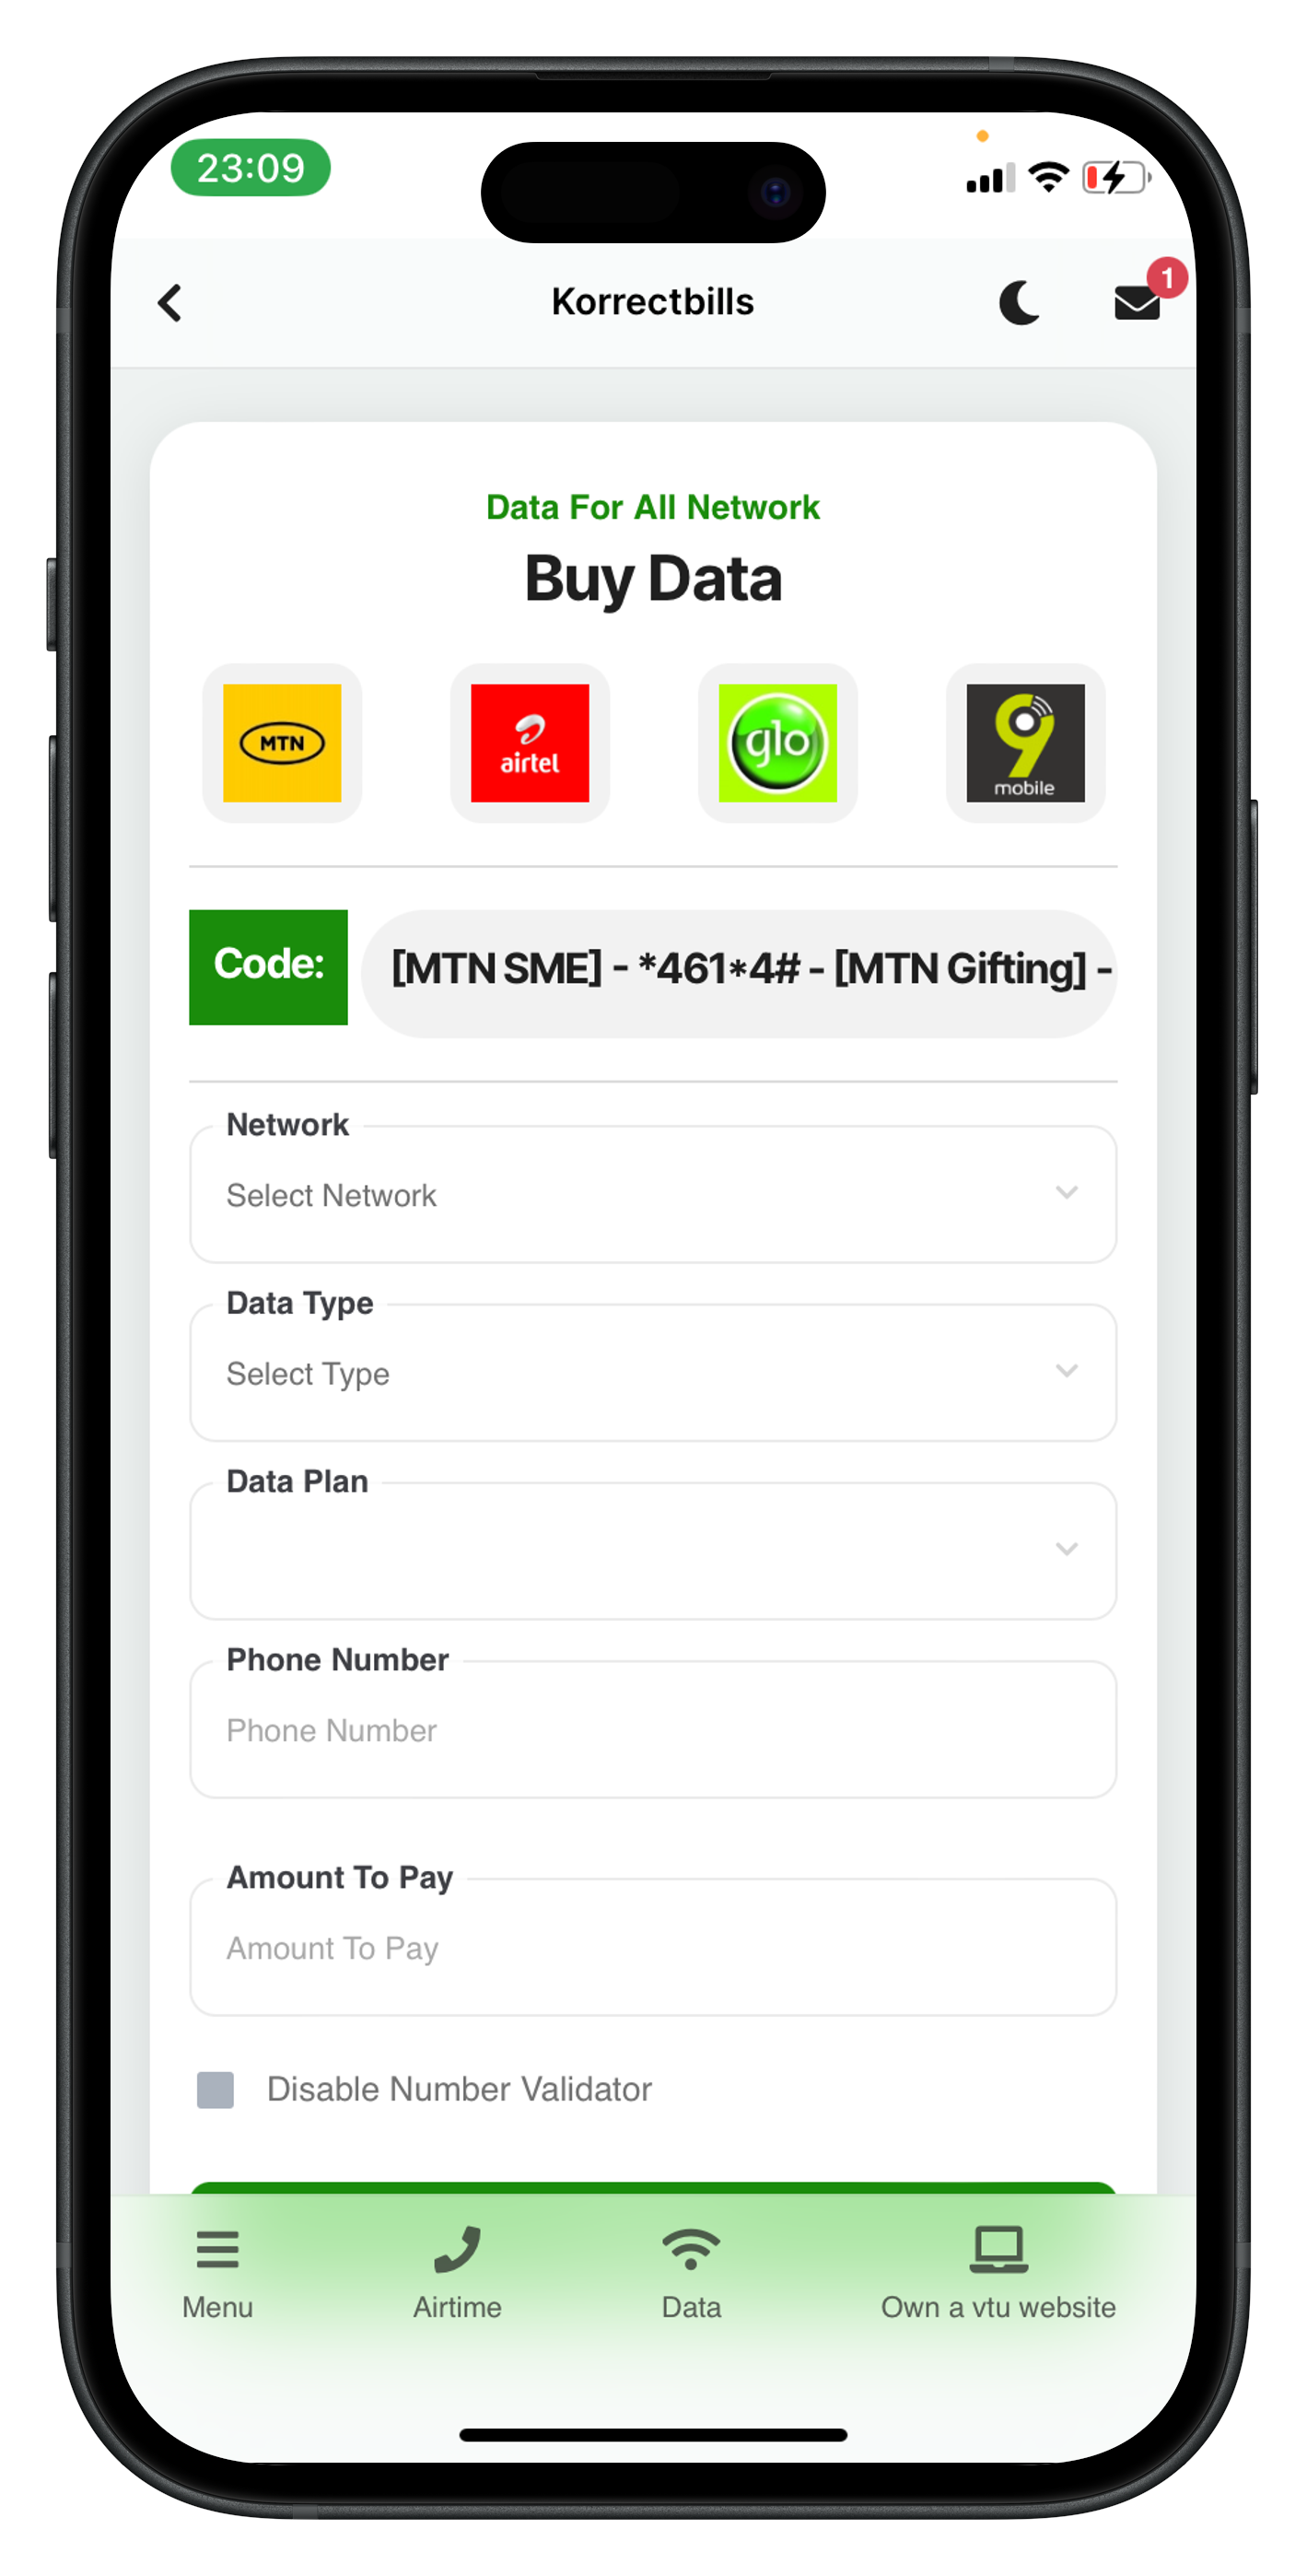 23:09
Korrectbills
1
Data For All Network
Buy Data
MTN
airtel
glo
9
mobile
Code:
[MTN SME] - *461*4# - [MTN Gifting] -
Network
Select Network
Data Type
Select Type
Data Plan
Phone Number
Phone Number
Amount To Pay
Amount To Pay
Disable Number Validator
Menu
Airtime
Data
Own a vtu website